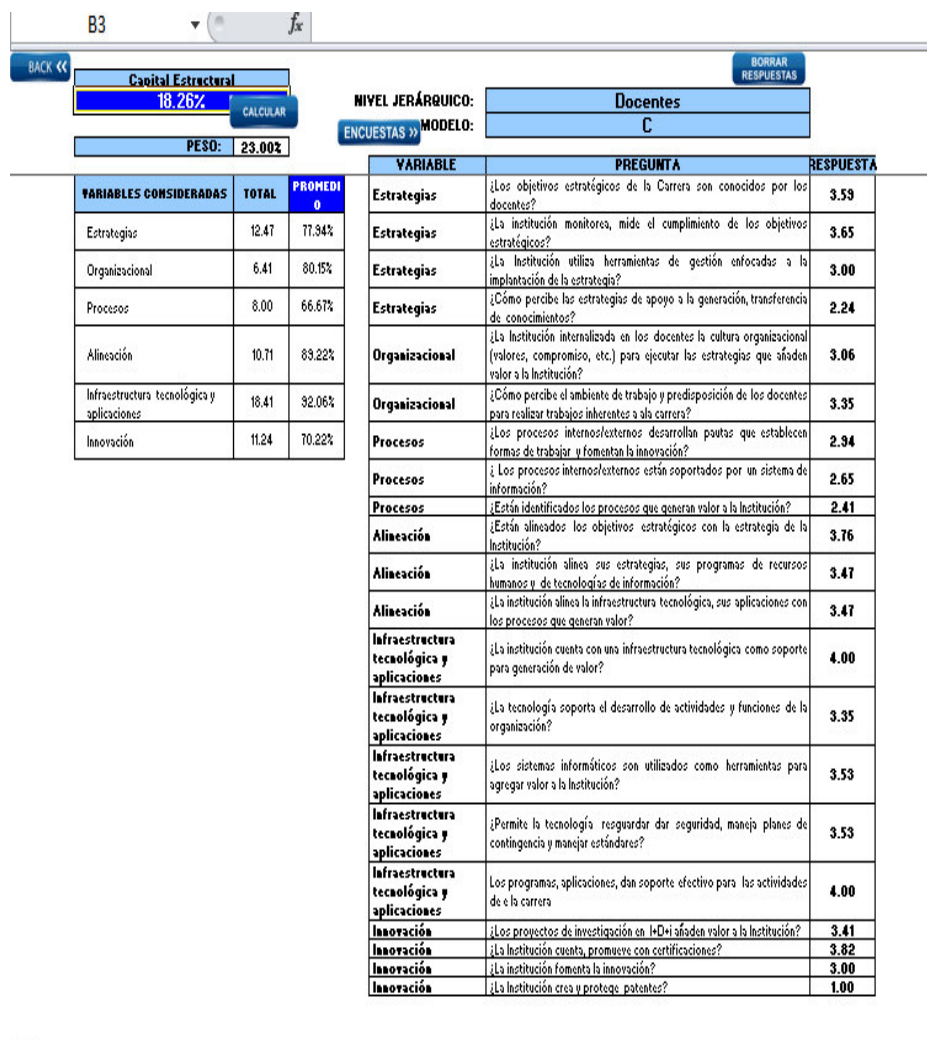 B3
fx
BACK <<
Capital Estructural
18.26%
CALCULAR
PESO: 23.00%
BORRAR
RESPUESTAS
NIVEL JERÁRQUICO: Docentes
ENCUESTAS >> MODELO: C
VARIABLES CONSIDERADAS TOTAL PROMEDI
O
Estrategias 12.47 77.94%
Organizacional 6.41 80.15%
Procesos 8.00 66.67%
Alineación 10.71 89.22%
Infraestructura tecnológica y
aplicaciones 18.41 92.06%
Innovación 11.24 70.22%
VARIABLE PREGUNTA RESPUESTA
Estrategias ¿Los objetivos estratégicos de la Carrera son conocidos por los
docentes? 3.59
Estrategias ¿La institución monitorea, mide el cumplimiento de los objetivos
estratégicos? 3.65
Estrategias ¿La Institución utiliza herramientas de gestión enfocadas a la
implantación de la estrategia? 3.00
Estrategias ¿Cómo percibe las estrategias de apoyo a la generación, transferencia
de conocimientos? 2.24
Organizacional ¿La Institución internalizada en los docentes la cultura organizacional
(valores, compromiso, etc.) para ejecutar las estrategias que añaden
valor a la Institución? 3.06
Organizacional ¿Cómo percibe el ambiente de trabajo y predisposición de los docentes
para realizar trabajos inherentes a ala carrera? 3.35
Procesos ¿Los procesos internos/externos desarrollan pautas que establecen
formas de trabajar y fomentan la innovación? 2.94
Procesos ¿ Los procesos internos/externos están soportados por un sistema de
información? 2.65
Procesos ¿Están identificados los procesos que generan valor a la Institución? 2.41
Alineación ¿Están alineados los objetivos estratégicos con la estrategia de la
Institución? 3.76
Alineación ¿La institución alinea sus estrategias, sus programas de recursos
humanos y de tecnologías de información? 3.47
Alineación ¿La institución alinea la infraestructura tecnológica, sus aplicaciones con
los procesos que generan valor? 3.47
Infraestructura
tecnológica y
aplicaciones ¿La institución cuenta con una infraestructura tecnológica como soporte
para generación de valor? 4.00
Infraestructura
tecnológica y
aplicaciones ¿La tecnología soporta el desarrollo de actividades y funciones de la
organización? 3.35
Infraestructura
tecnológica y
aplicaciones ¿Los sistemas informáticos son utilizados como herramientas para
agregar valor a la Institución? 3.53
Infraestructura
tecnológica y
aplicaciones ¿Permite la tecnología resguardar dar seguridad, maneja planes de
contingencia y manejar estándares? 3.53
Infraestructura
tecnológica y
aplicaciones Los programas, aplicaciones, dan soporte efectivo para las actividades
de e la carrera 4.00
Innovación ¿Los proyectos de investigación en I+D+i añaden valor a la Institución? 3.41
Innovación ¿La Institución cuenta, promueve con certificaciones? 3.82
Innovación ¿La institución fomenta la innovación? 3.00
Innovación ¿La Institución crea y protege patentes? 1.00